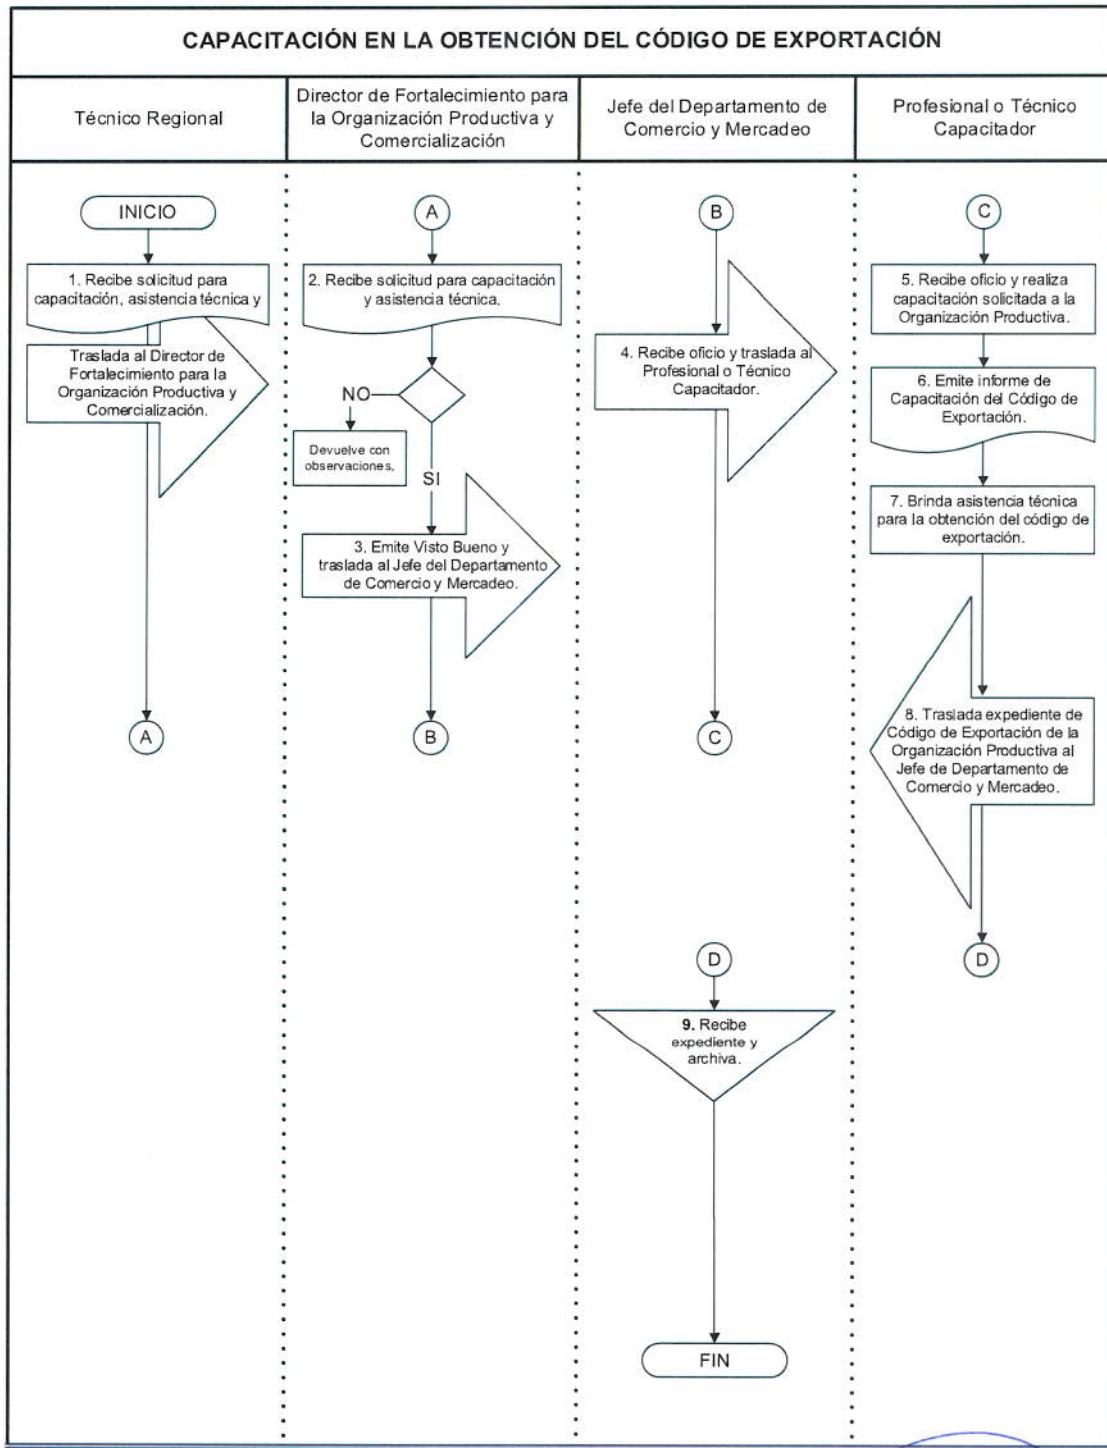 CAPACITACIÓN EN LA OBTENCIÓN DEL CÓDIGO DE EXPORTACIÓN
Técnico Regional
Director de Fortalecimiento para
la Organización Productiva y
Comercialización
Jefe del Departamento de
Comercio y Mercadeo
Profesional o Técnico
Capacitador
INICIO
1. Recibe solicitud para
capacitación, asistencia técnica y
Traslada al Director de
Fortalecimiento para la
Organización Productiva y
Comercialización.
A
A
2. Recibe solicitud para capacitación
y asistencia técnica.
NO
Devuelve con
observaciones.
SI
3. Emite Visto Bueno y
traslada al Jefe del Departamento
de Comercio y Mercadeo.
B
B
4. Recibe oficio y traslada al
Profesional o Técnico
Capacitador.
C
C
5. Recibe oficio y realiza
capacitación solicitada a la
Organización Productiva.
6. Emite informe de
Capacitación del Código de
Exportación.
7. Brinda asistencia técnica
para la obtención del código de
exportación.
8. Traslada expediente de
Código de Exportación de la
Organización Productiva al
Jefe de Departamento de
Comercio y Mercadeo.
D
D
9. Recibe
expediente y
archiva.
FIN